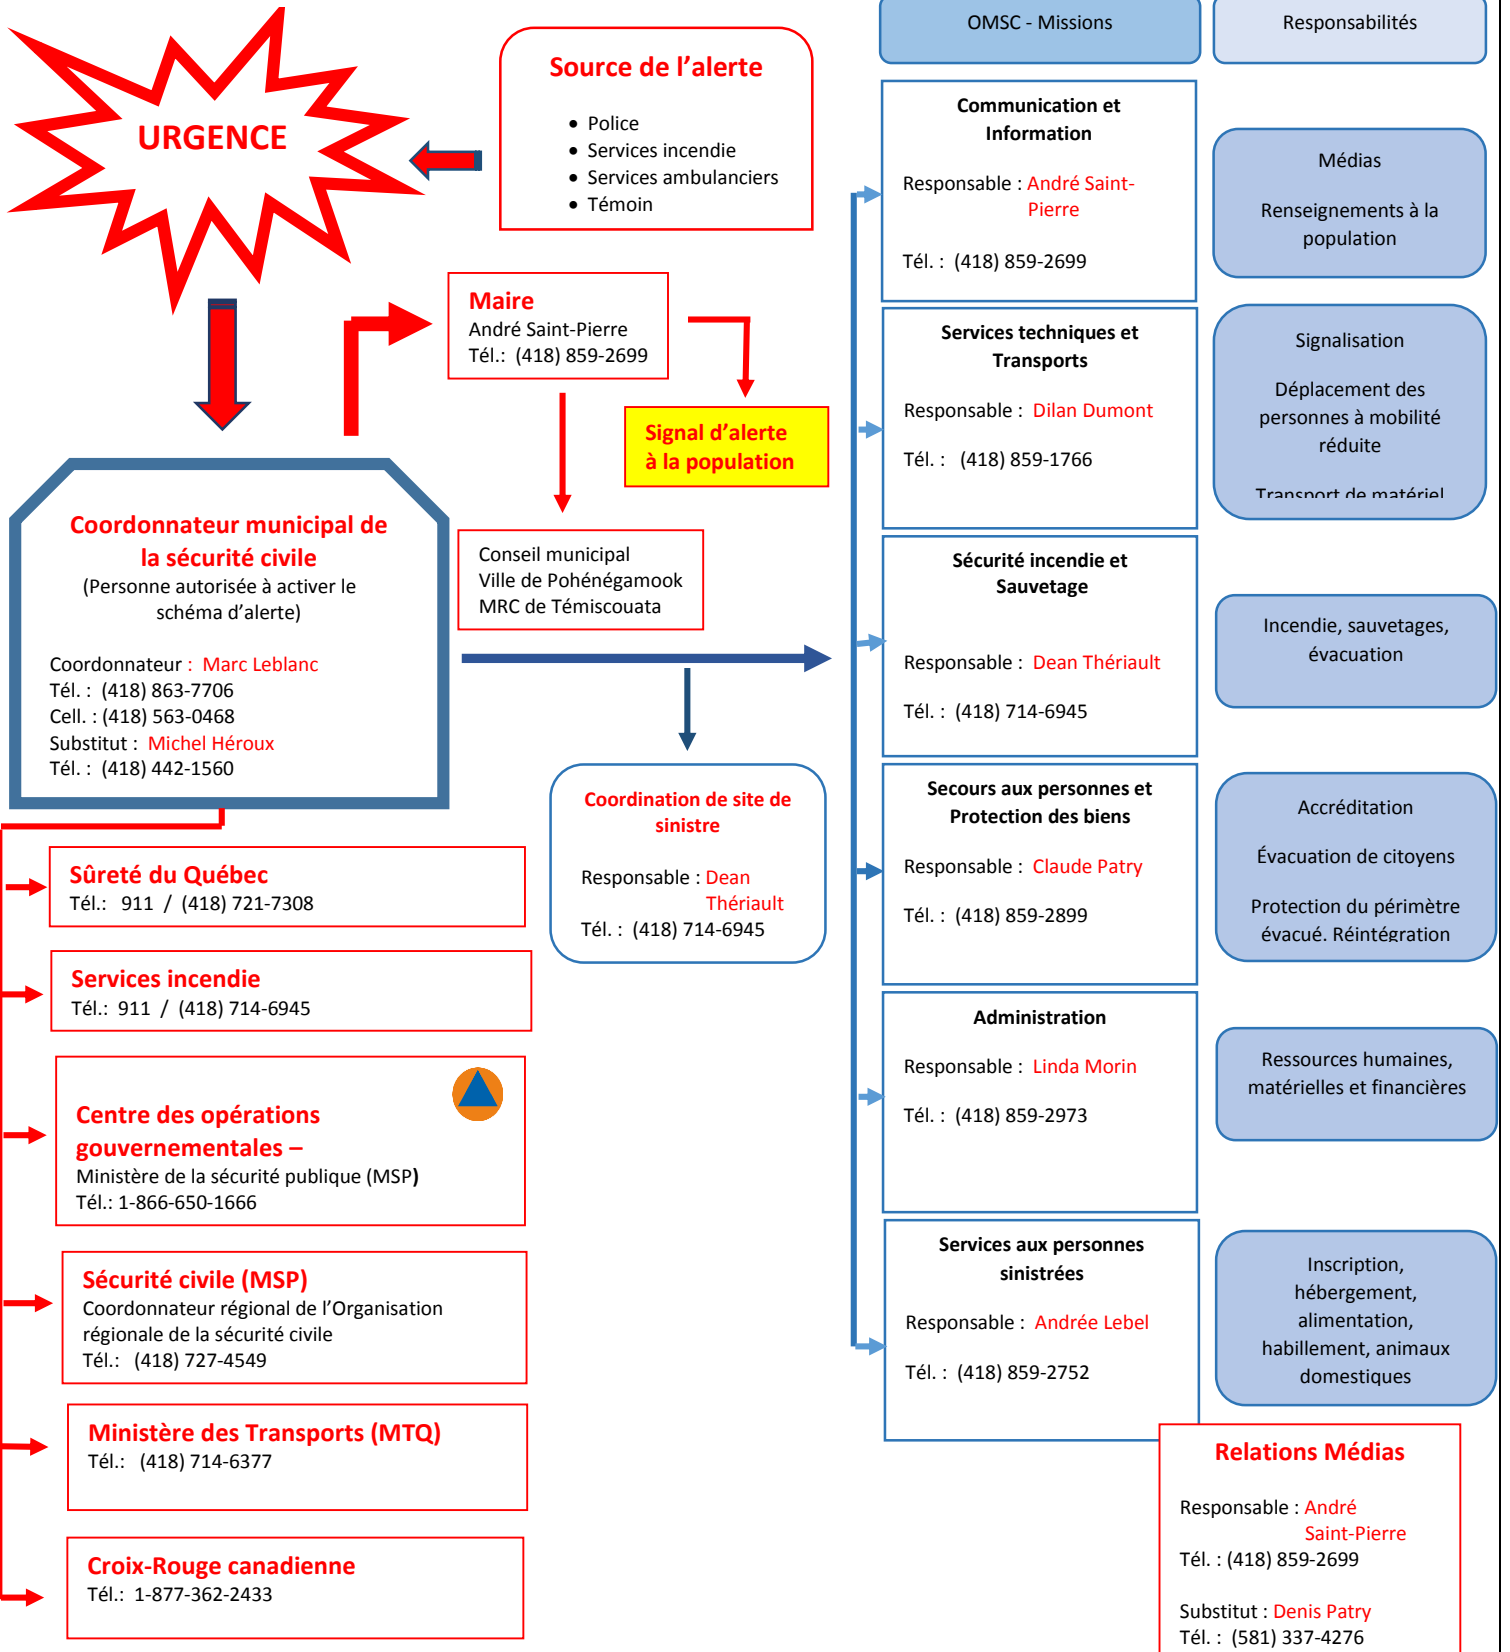 URGENCE
Source de l’alerte
• Police
• Services incendie
• Services ambulanciers
• Témoin
Maire
André Saint-Pierre
Tél.: (418) 859-2699
Signal d’alerte
à la population
Conseil municipal
Ville de Pohénégamook
MRC de Témiscouata
Coordonnateur municipal de
la sécurité civile
(Personne autorisée à activer le
schéma d’alerte)
Coordonnateur : Marc Leblanc
Tél. : (418) 863-7706
Cell. : (418) 563-0468
Substitut : Michel Héroux
Tél. : (418) 442-1560
Coordination de site de
sinistre
Responsable : Dean
Thériault
Tél. : (418) 714-6945
Sûreté du Québec
Tél.: 911 / (418) 721-7308
Services incendie
Tél.: 911 / (418) 714-6945
Centre des opérations
gouvernementales –
Ministère de la sécurité publique (MSP)
Tél.: 1-866-650-1666
Sécurité civile (MSP)
Coordonnateur régional de l’Organisation
régionale de la sécurité civile
Tél.: (418) 727-4549
Ministère des Transports (MTQ)
Tél.: (418) 714-6377
Croix-Rouge canadienne
Tél.: 1-877-362-2433
OMSC - Missions
Responsabilités
Communication et
Information
Responsable : André Saint-
Pierre
Tél. : (418) 859-2699
Médias
Renseignements à la
population
Services techniques et
Transports
Responsable : Dilan Dumont
Tél. : (418) 859-1766
Signalisation
Déplacement des
personnes à mobilité
réduite
Transport de matériel
Sécurité incendie et
Sauvetage
Responsable : Dean Thériault
Tél. : (418) 714-6945
Incendie, sauvetages,
évacuation
Secours aux personnes et
Protection des biens
Responsable : Claude Patry
Tél. : (418) 859-2899
Accréditation
Évacuation de citoyens
Protection du périmètre
évacué. Réintégration
Administration
Responsable : Linda Morin
Tél. : (418) 859-2973
Ressources humaines,
matérielles et financières
Services aux personnes
sinistrées
Responsable : Andrée Lebel
Tél. : (418) 859-2752
Inscription,
hébergement,
alimentation,
habillement, animaux
domestiques
Relations Médias
Responsable : André
Saint-Pierre
Tél. : (418) 859-2699
Substitut : Denis Patry
Tél. : (581) 337-4276